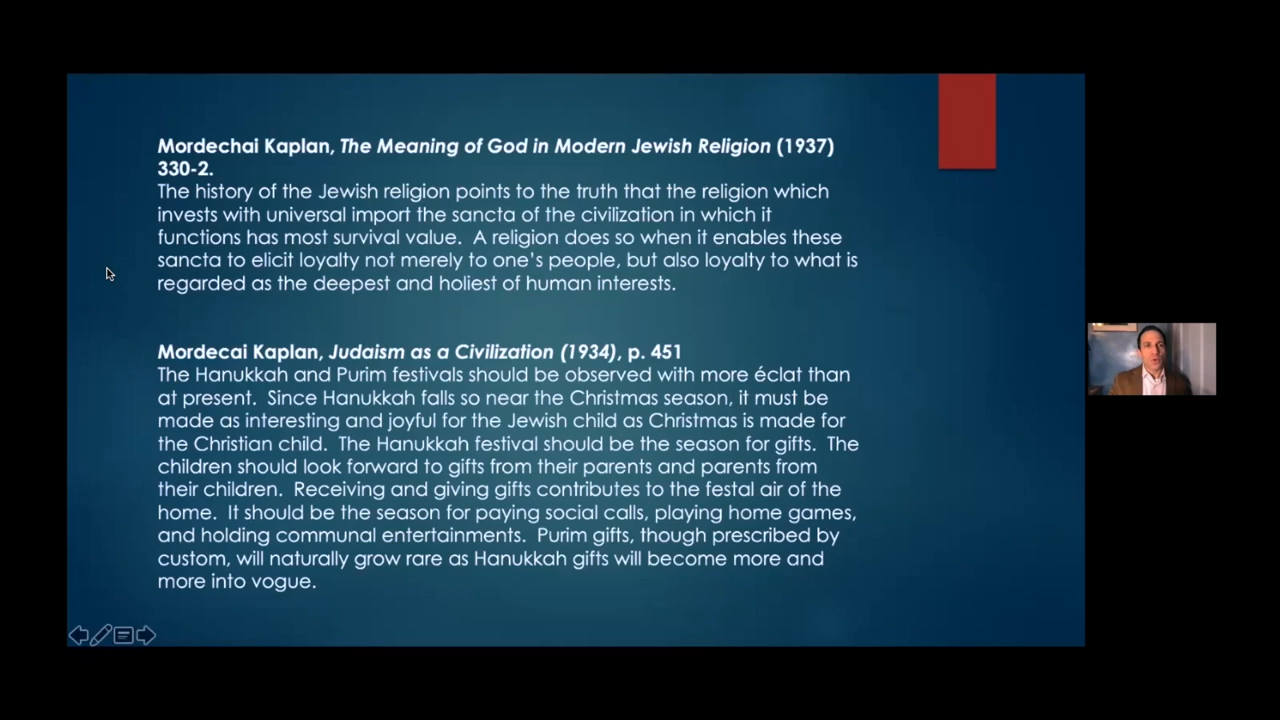 Mordechai Kaplan, The Meaning of God in Modern Jewish Religion (1937)
330-2.
The history of the Jewish religion points to the truth that the religion which
invests with universal import the sancta of the civilization in which it
functions has most survival value.  A religion does so when it enables these
sancta to elicit loyalty not merely to one’s people, but also loyalty to what is
regarded as the deepest and holiest of human interests.
Mordecai Kaplan, Judaism as a Civilization (1934), p. 451
The Hanukkah and Purim festivals should be observed with more éclat than
at present.  Since Hanukkah falls so near the Christmas season, it must be
made as interesting and joyful for the Jewish child as Christmas is made for
the Christian child.  The Hanukkah festival should be the season for gifts.  The
children should look forward to gifts from their parents and parents from
their children.  Receiving and giving gifts contributes to the festal air of the
home.  It should be the season for paying social calls, playing home games,
and holding communal entertainments.  Purim gifts, though prescribed by
custom, will naturally grow rare as Hanukkah gifts will become more and
more into vogue.